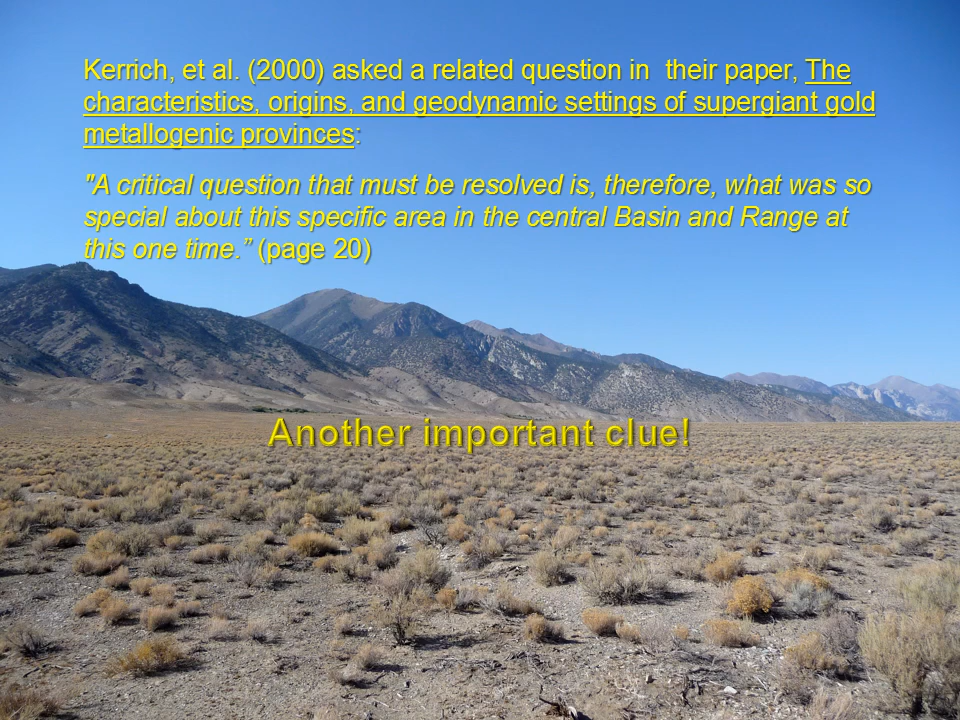 Kerrich, et al. (2000) asked a related question in  their paper, The
characteristics, origins, and geodynamic settings of supergiant gold
metallogenic provinces:
"A critical question that must be resolved is, therefore, what was so
special about this specific area in the central Basin and Range at
this one time.” (page 20)
Another important clue!